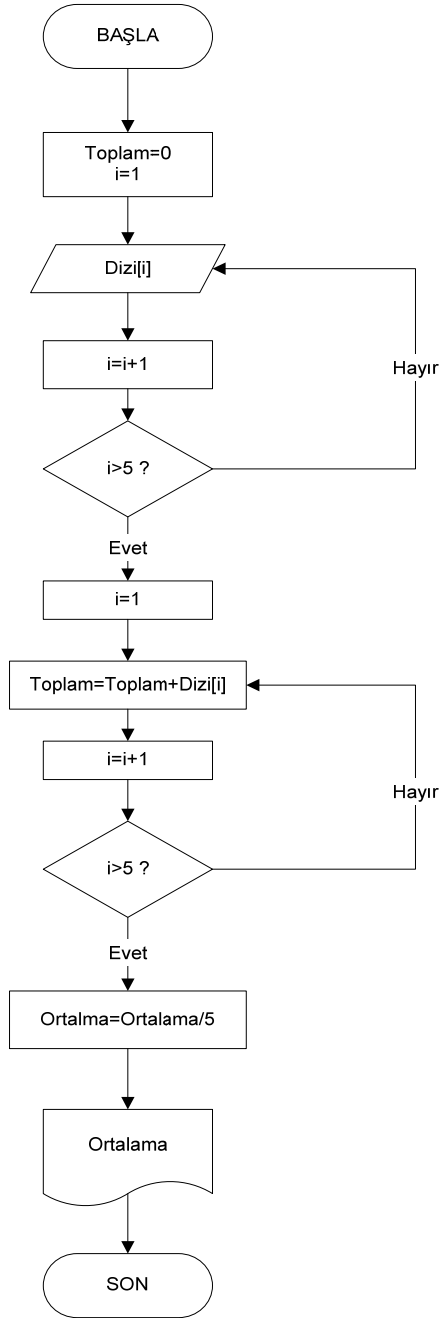 BAŞLA
Toplam=0
i=1
Dizi[i]
i=i+1
Hayır
i>5 ?
Evet
i=1
Toplam=Toplam+Dizi[i]
i=i+1
Hayır
i>5 ?
Evet
Ortalma=Ortalama/5
Ortalama
SON